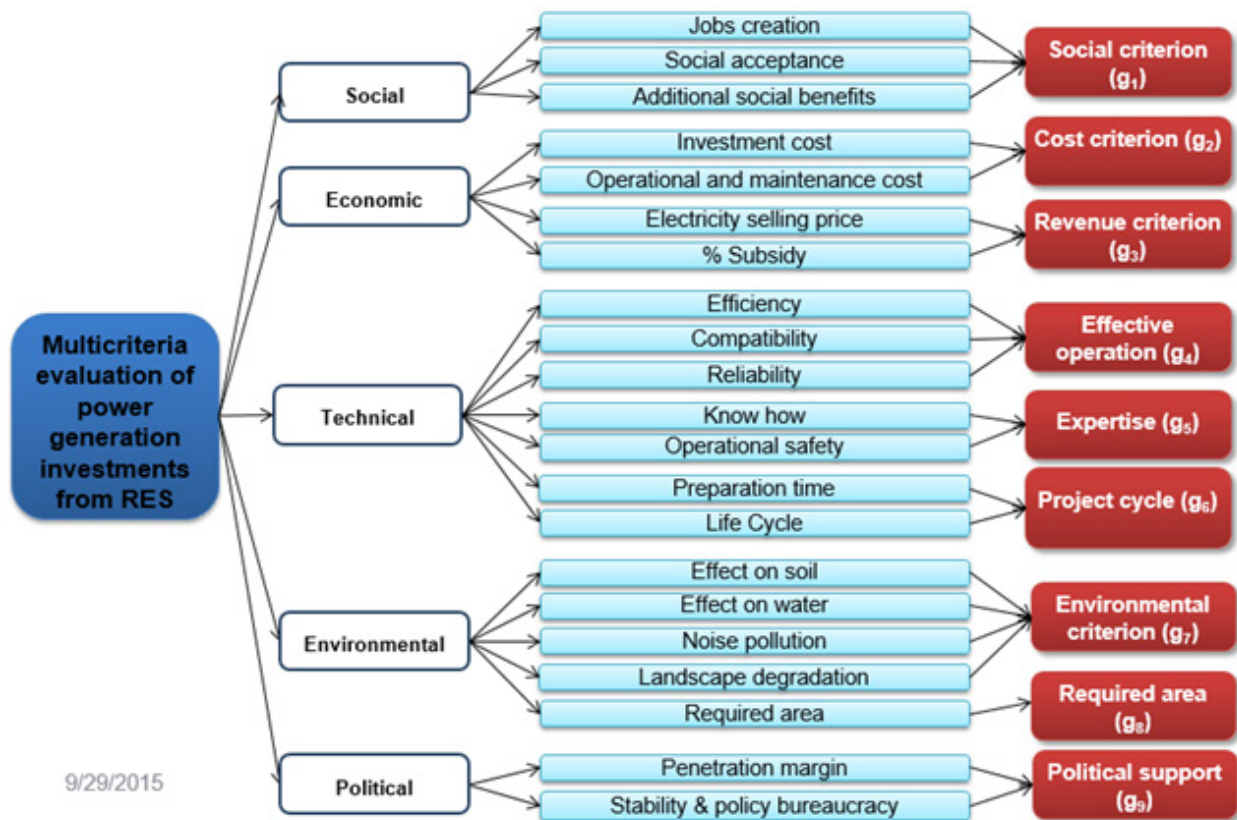 Multicriteria
evaluation of
power
generation
investments
from RES
Social
Economic
Technical
Environmental
Political
Jobs creation
Social acceptance
Additional social benefits
Investment cost
Operational and maintenance cost
Electricity selling price
% Subsidy
Efficiency
Compatibility
Reliability
Know how
Operational safety
Preparation time
Life Cycle
Effect on soil
Effect on water
Noise pollution
Landscape degradation
Required area
Penetration margin
Stability & policy bureaucracy
Social criterion
(g₁)
Cost criterion (g₂)
Revenue criterion
(g₃)
Effective
operation (g₄)
Expertise (g₅)
Project cycle (g₆)
Environmental
criterion (g₇)
Required area
(g₈)
Political support
(g₉)
9/29/2015